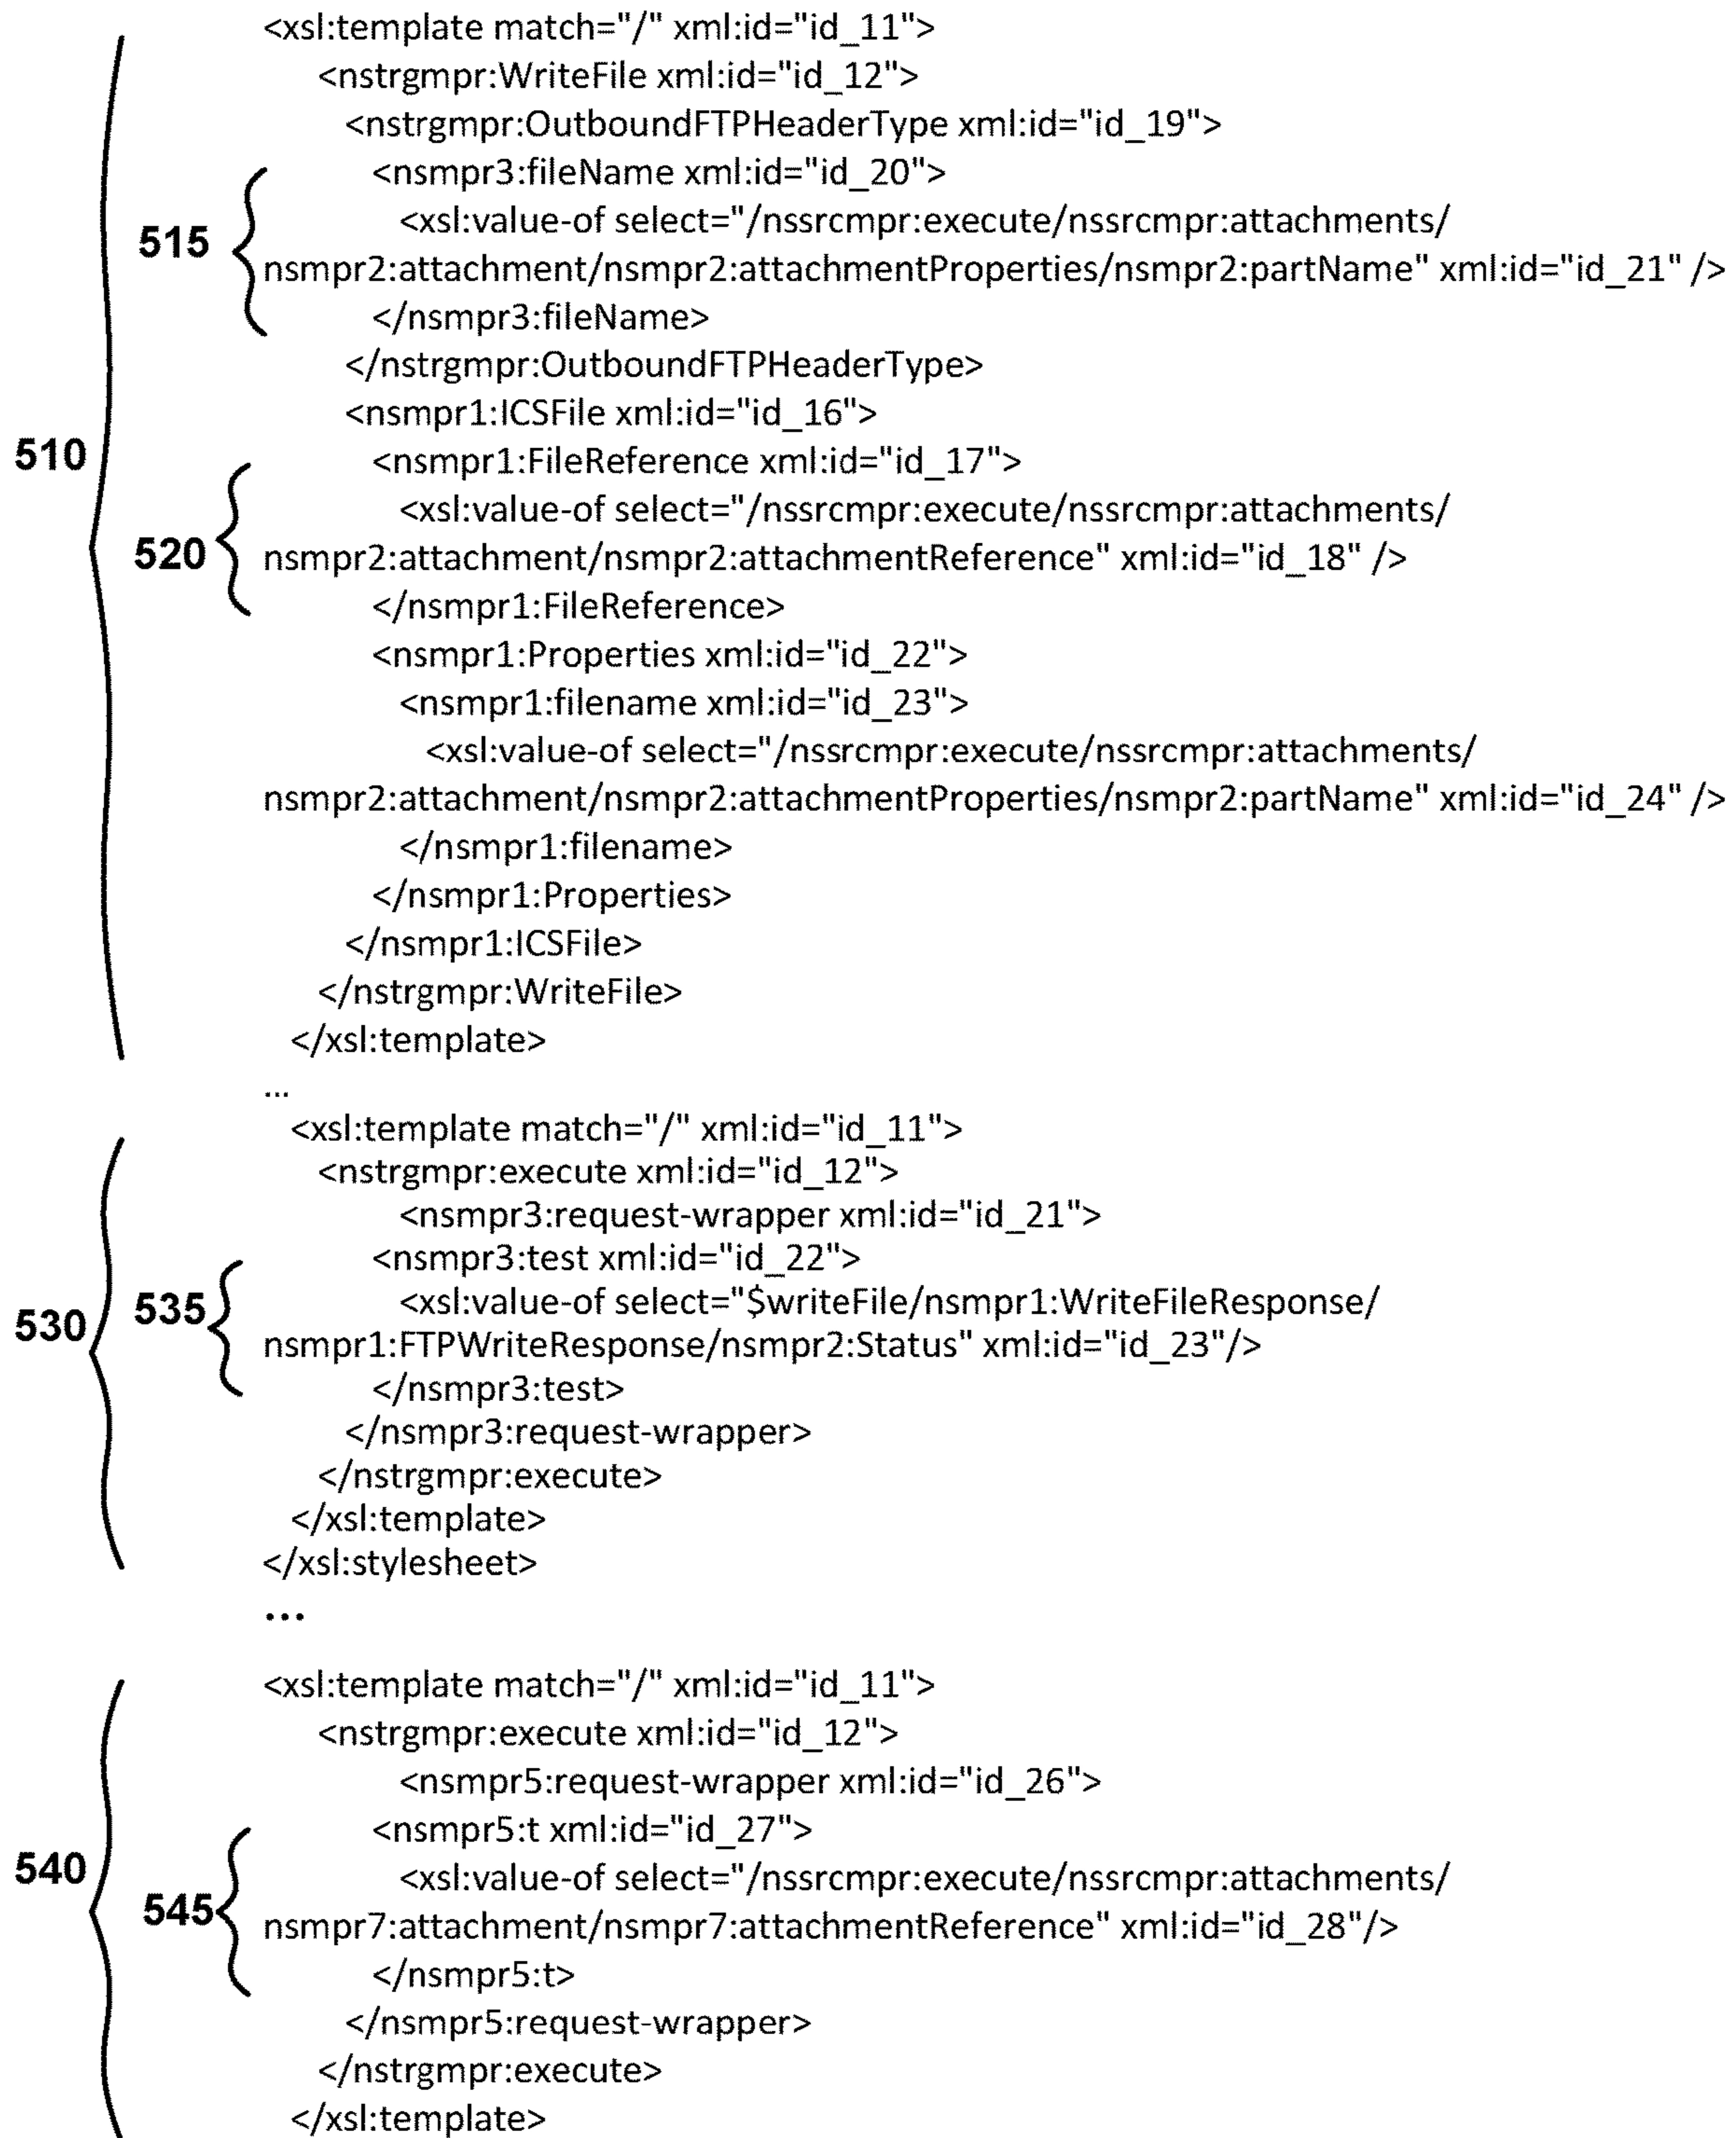 <xsl:template match="/" xml:id="id_11">
<nstrgmpr:WriteFile xml:id="id_12">
<nstrgmpr:OutboundFTPHeaderType xml:id="id_19">
<nsmpr3:fileName xml:id="id_20">
<xsl:value-of select="/nssrcmpr:execute/nssrcmpr:attachments/
515
nsmpr2:attachment/nsmpr2:attachmentProperties/nsmpr2:partName" xml:id="id_21" />
</nsmpr3:fileName>
</nstrgmpr:OutboundFTPHeaderType>
<nsmpr1:ICSFile xml:id="id_16">
510
<nsmpr1:FileReference xml:id="id_17">
<xsl:value-of select="/nssrcmpr:execute/nssrcmpr:attachments/
520
nsmpr2:attachment/nsmpr2:attachmentReference" xml:id="id_18" />
</nsmpr1:FileReference>
<nsmpr1:Properties xml:id="id_22">
<nsmpr1:filename xml:id="id_23">
<xsl:value-of select="/nssrcmpr:execute/nssrcmpr:attachments/
nsmpr2:attachment/nsmpr2:attachmentProperties/nsmpr2:partName" xml:id="id_24" />
</nsmpr1:filename>
</nsmpr1:Properties>
</nsmpr1:ICSFile>
</nstrgmpr:WriteFile>
</xsl:template>
...
<xsl:template match="/" xml:id="id_11">
<nstrgmpr:execute xml:id="id_12">
<nsmpr3:request-wrapper xml:id="id_21">
<nsmpr3:test xml:id="id_22">
535
<xsl:value-of select="$writeFile/nsmpr1:WriteFileResponse/
530
nsmpr1:FTPWriteResponse/nsmpr2:Status" xml:id="id_23"/>
</nsmpr3:test>
</nsmpr3:request-wrapper>
</nstrgmpr:execute>
</xsl:template>
</xsl:stylesheet>
...
<xsl:template match="/" xml:id="id_11">
<nstrgmpr:execute xml:id="id_12">
<nsmpr5:request-wrapper xml:id="id_26">
<nsmpr5:t xml:id="id_27">
540
<xsl:value-of select="/nssrcmpr:execute/nssrcmpr:attachments/
545
nsmpr7:attachment/nsmpr7:attachmentReference" xml:id="id_28"/>
</nsmpr5:t>
</nsmpr5:request-wrapper>
</nstrgmpr:execute>
</xsl:template>